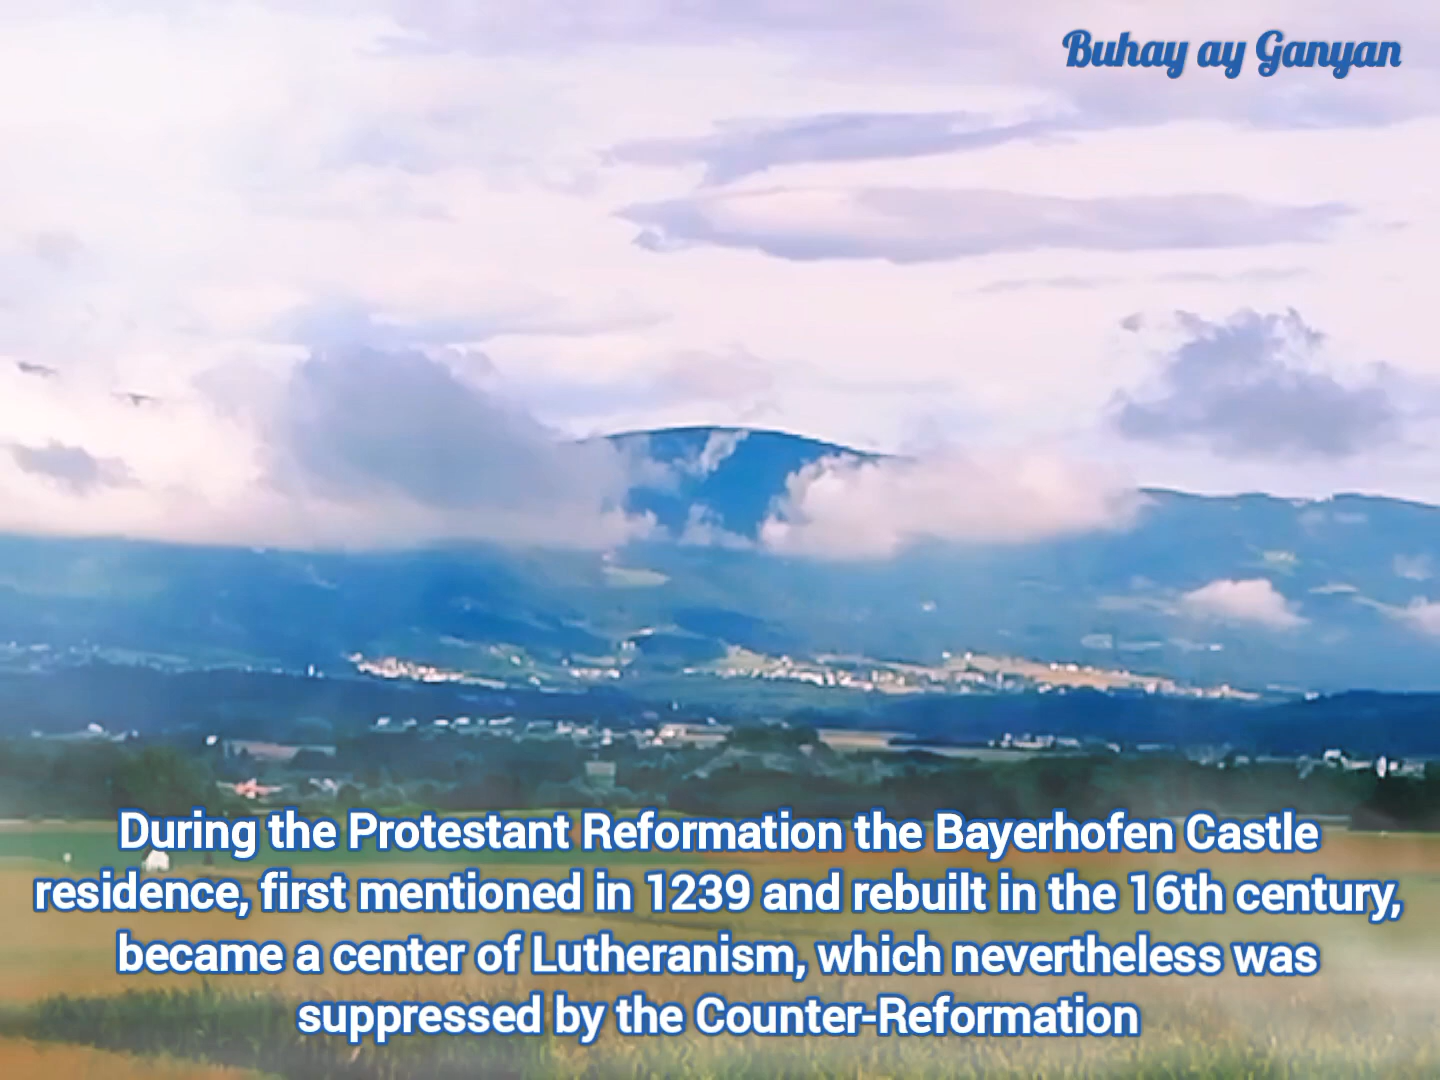 Buhay ay Ganyan
During the Protestant Reformation the Bayerhofen Castle
residence, first mentioned in 1239 and rebuilt in the 16th century,
became a center of Lutheranism, which nevertheless was
suppressed by the Counter-Reformation